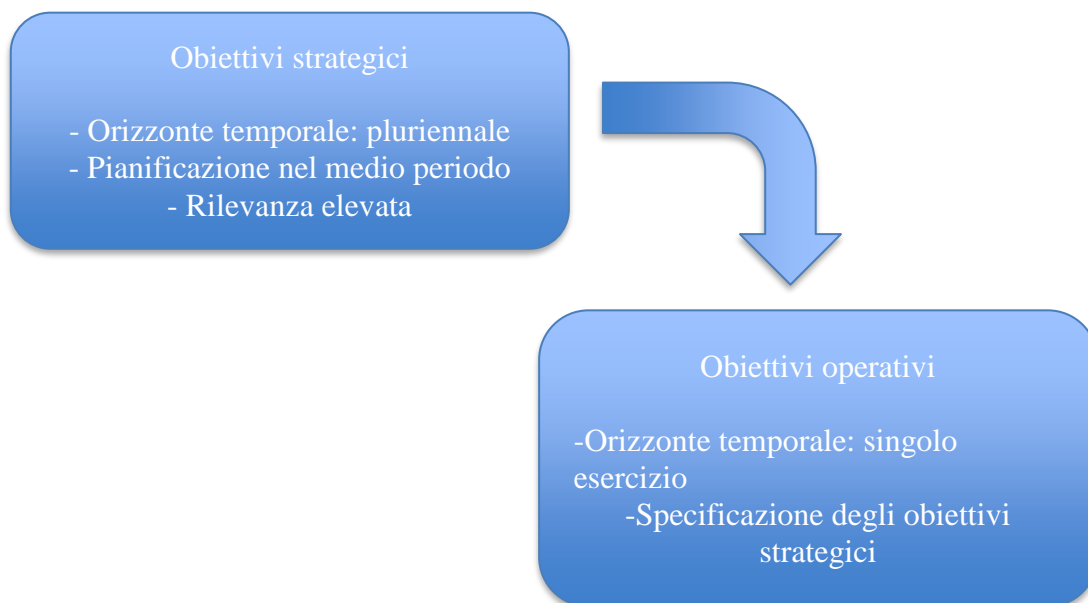 Obiettivi strategici
- Orizzonte temporale: pluriennale
- Pianificazione nel medio periodo
- Rilevanza elevata
Obiettivi operativi
-Orizzonte temporale: singolo
esercizio
-Specificazione degli obiettivi
strategici